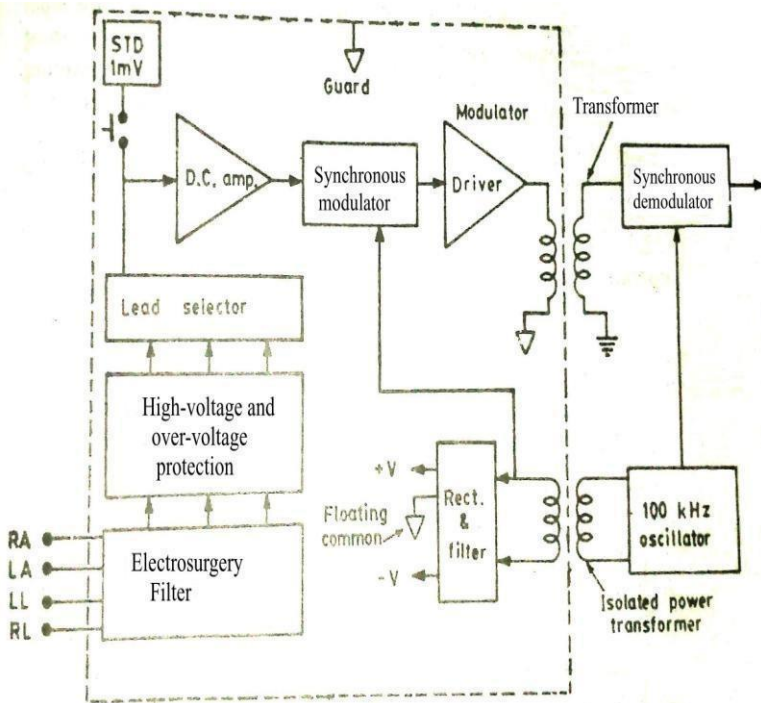 STD
1mV
Guard
Modulator
Transformer
D.C. amp.
Synchronous
modulator
Driver
Synchronous
demodulator
Lead selector
High-voltage and
over-voltage
protection
+V
Floating
common
-V
Rect.
&
filter
100 kHz
oscillator
Isolated power
transformer
RA
LA
LL
RL
Electrosurgery
Filter